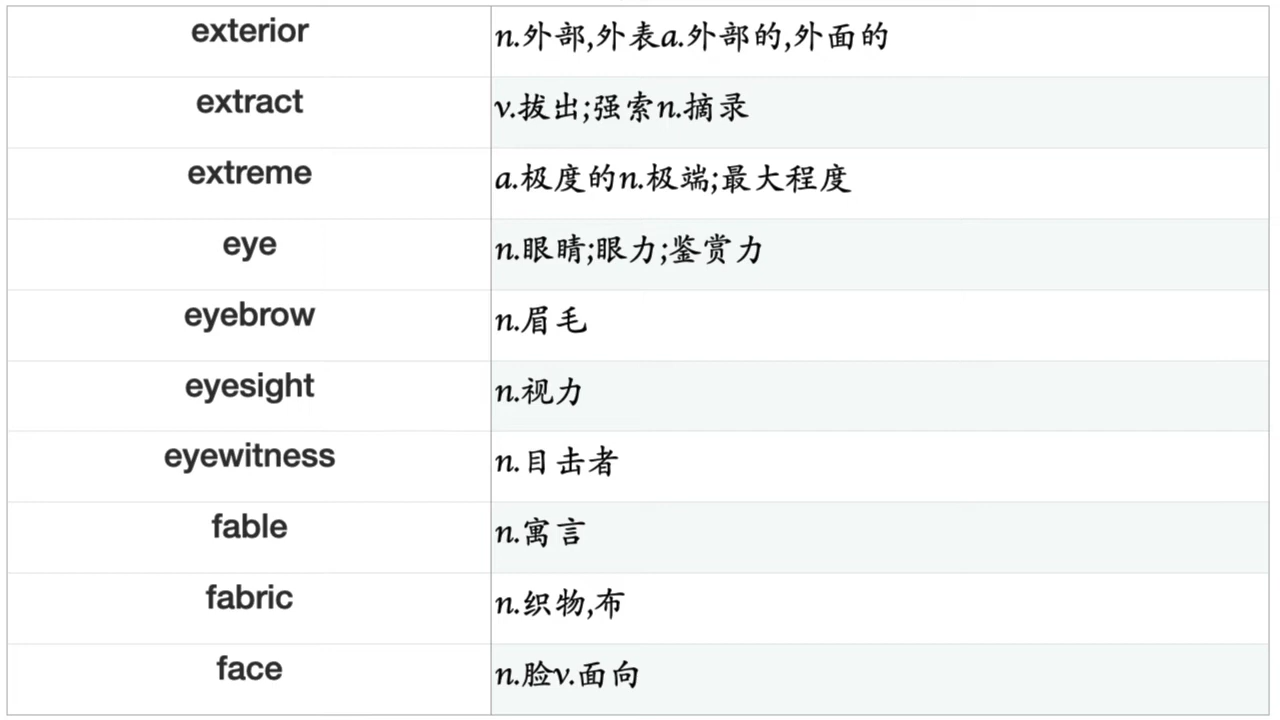 exterior n.外部,外表a.外部的,外面的
extract v.拔出;强索n.摘录
extreme a.极度的n.极端;最大程度
eye n.眼睛;眼力;鉴赏力
eyebrow n.眉毛
eyesight n.视力
eyewitness n.目击者
fable n.寓言
fabric n.织物,布
face n.脸v.面向